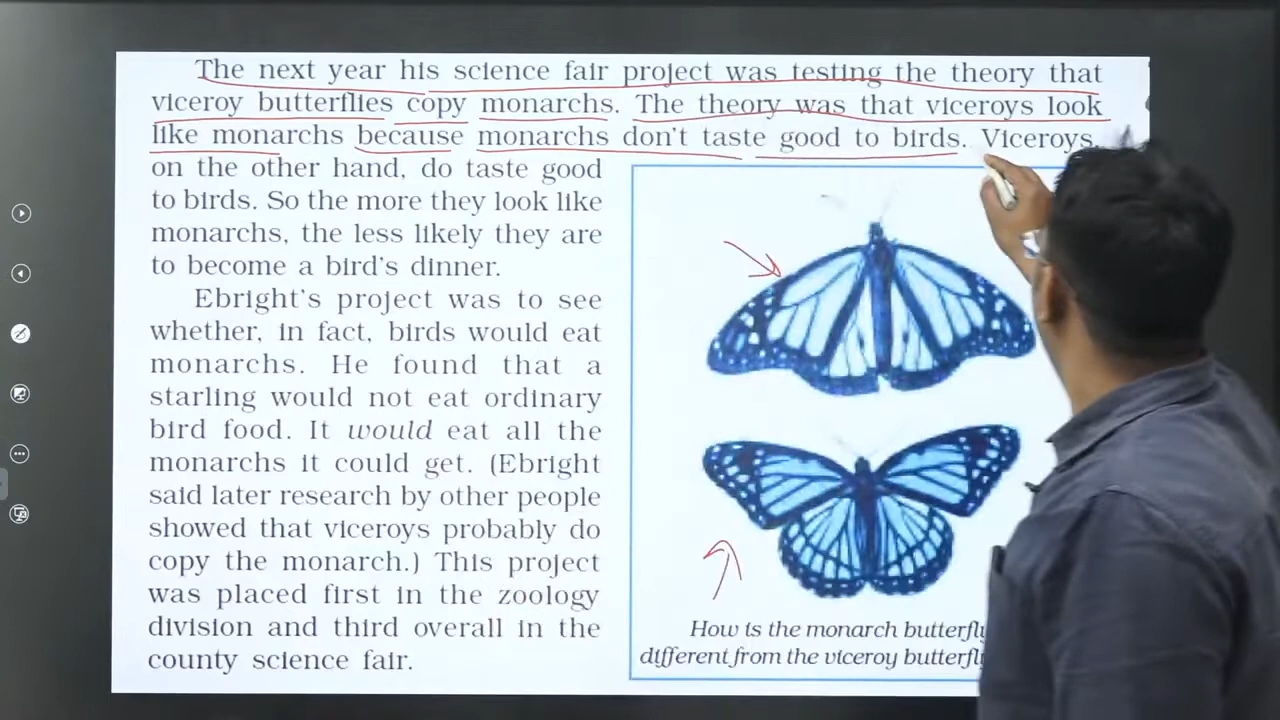 The next year his science fair project was testing the theory that
viceroy butterflies copy monarchs. The theory was that viceroys look
like monarchs because monarchs don't taste good to birds. Viceroys,
on the other hand, do taste good
to birds. So the more they look like
monarchs, the less likely they are
to become a bird's dinner.
Ebright's project was to see
whether, in fact, birds would eat
monarchs. He found that a
starling would not eat ordinary
bird food. It would eat all the
monarchs it could get. (Ebright
said later research by other people
showed that viceroys probably do
copy the monarch.) This project
was placed first in the zoology
division and third overall in the
county science fair.
How is the monarch butterfly
different from the viceroy butterfly